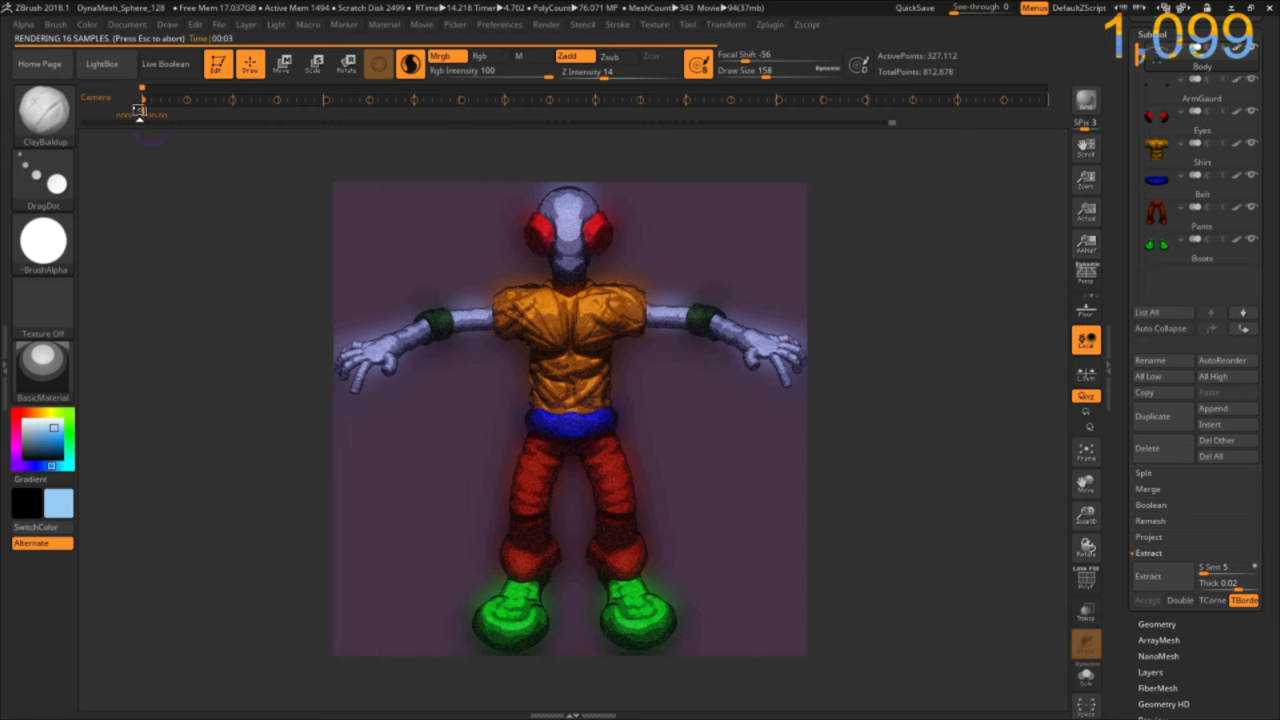 ZBrush 2018.1 DynaMesh_Sphere_128 • Free Mem 17.037GB • Active Mem 1494 • Scratch Disk 2499 • RTime▶14.218 Timer▶4.702 • PolyCount▶76.071 MP • MeshCount▶343 Movie▶94(37mb) QuickSave See-through 0 Menus DefaultZScript
Alpha Brush Color Document Draw Edit File Layer Light Macro Marker Material Movie Picker Preferences Render Stencil Stroke Texture Tool Transform Zplugin Zscript
1,099
RENDERING 16 SAMPLES. (Press Esc to abort) Time 00:03
Home Page LightBox Live Boolean Edit Draw Move Scale Rotate
Mrgb Rgb M Zadd Zsub Zcut
Rgb Intensity 100 Z Intensity 14
Focal Shift -56
Draw Size 158 Dynamic
ActivePoints: 327,112
TotalPoints: 812,878
Camera
ClayBuildup
DragDot
~BrushAlpha
Texture Off
BasicMaterial
Gradient
SwitchColor
Alternate
SPix 3
Scroll
Zoom
Actual
AAHalf
Dynamic
Persp
Floor
Local
L.Sym
Frame
Move
Zoom3D
Rotate
Line Fill
PolyF
Transp
Dynamic
Solo
Xpose
Subtool
Body
ArmGaurd
Eyes
Shirt
Belt
Pants
Boots
List All
Auto Collapse
Rename AutoReorder
All Low All High
Copy Paste
Duplicate Append
Insert
Delete Del Other
Del All
Split
Merge
Boolean
Remesh
Project
Extract
Extract S Smt 5
Thick 0.02
Accept Double TCorne TBorde
Geometry
ArrayMesh
NanoMesh
Layers
FiberMesh
Geometry HD